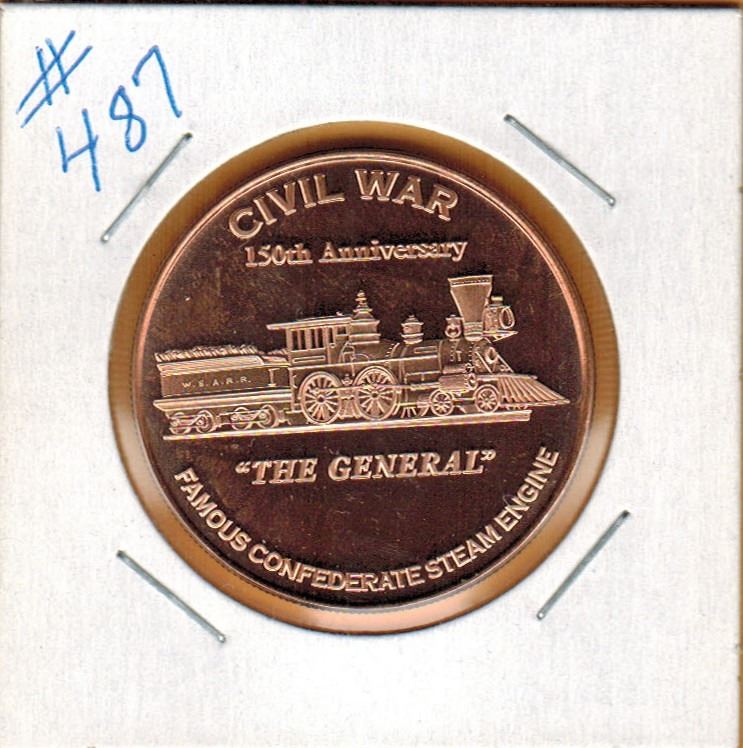 # 487
CIVIL WAR
150th Anniversary
W. & A. R. R.
"THE GENERAL"
FAMOUS CONFEDERATE STEAM ENGINE